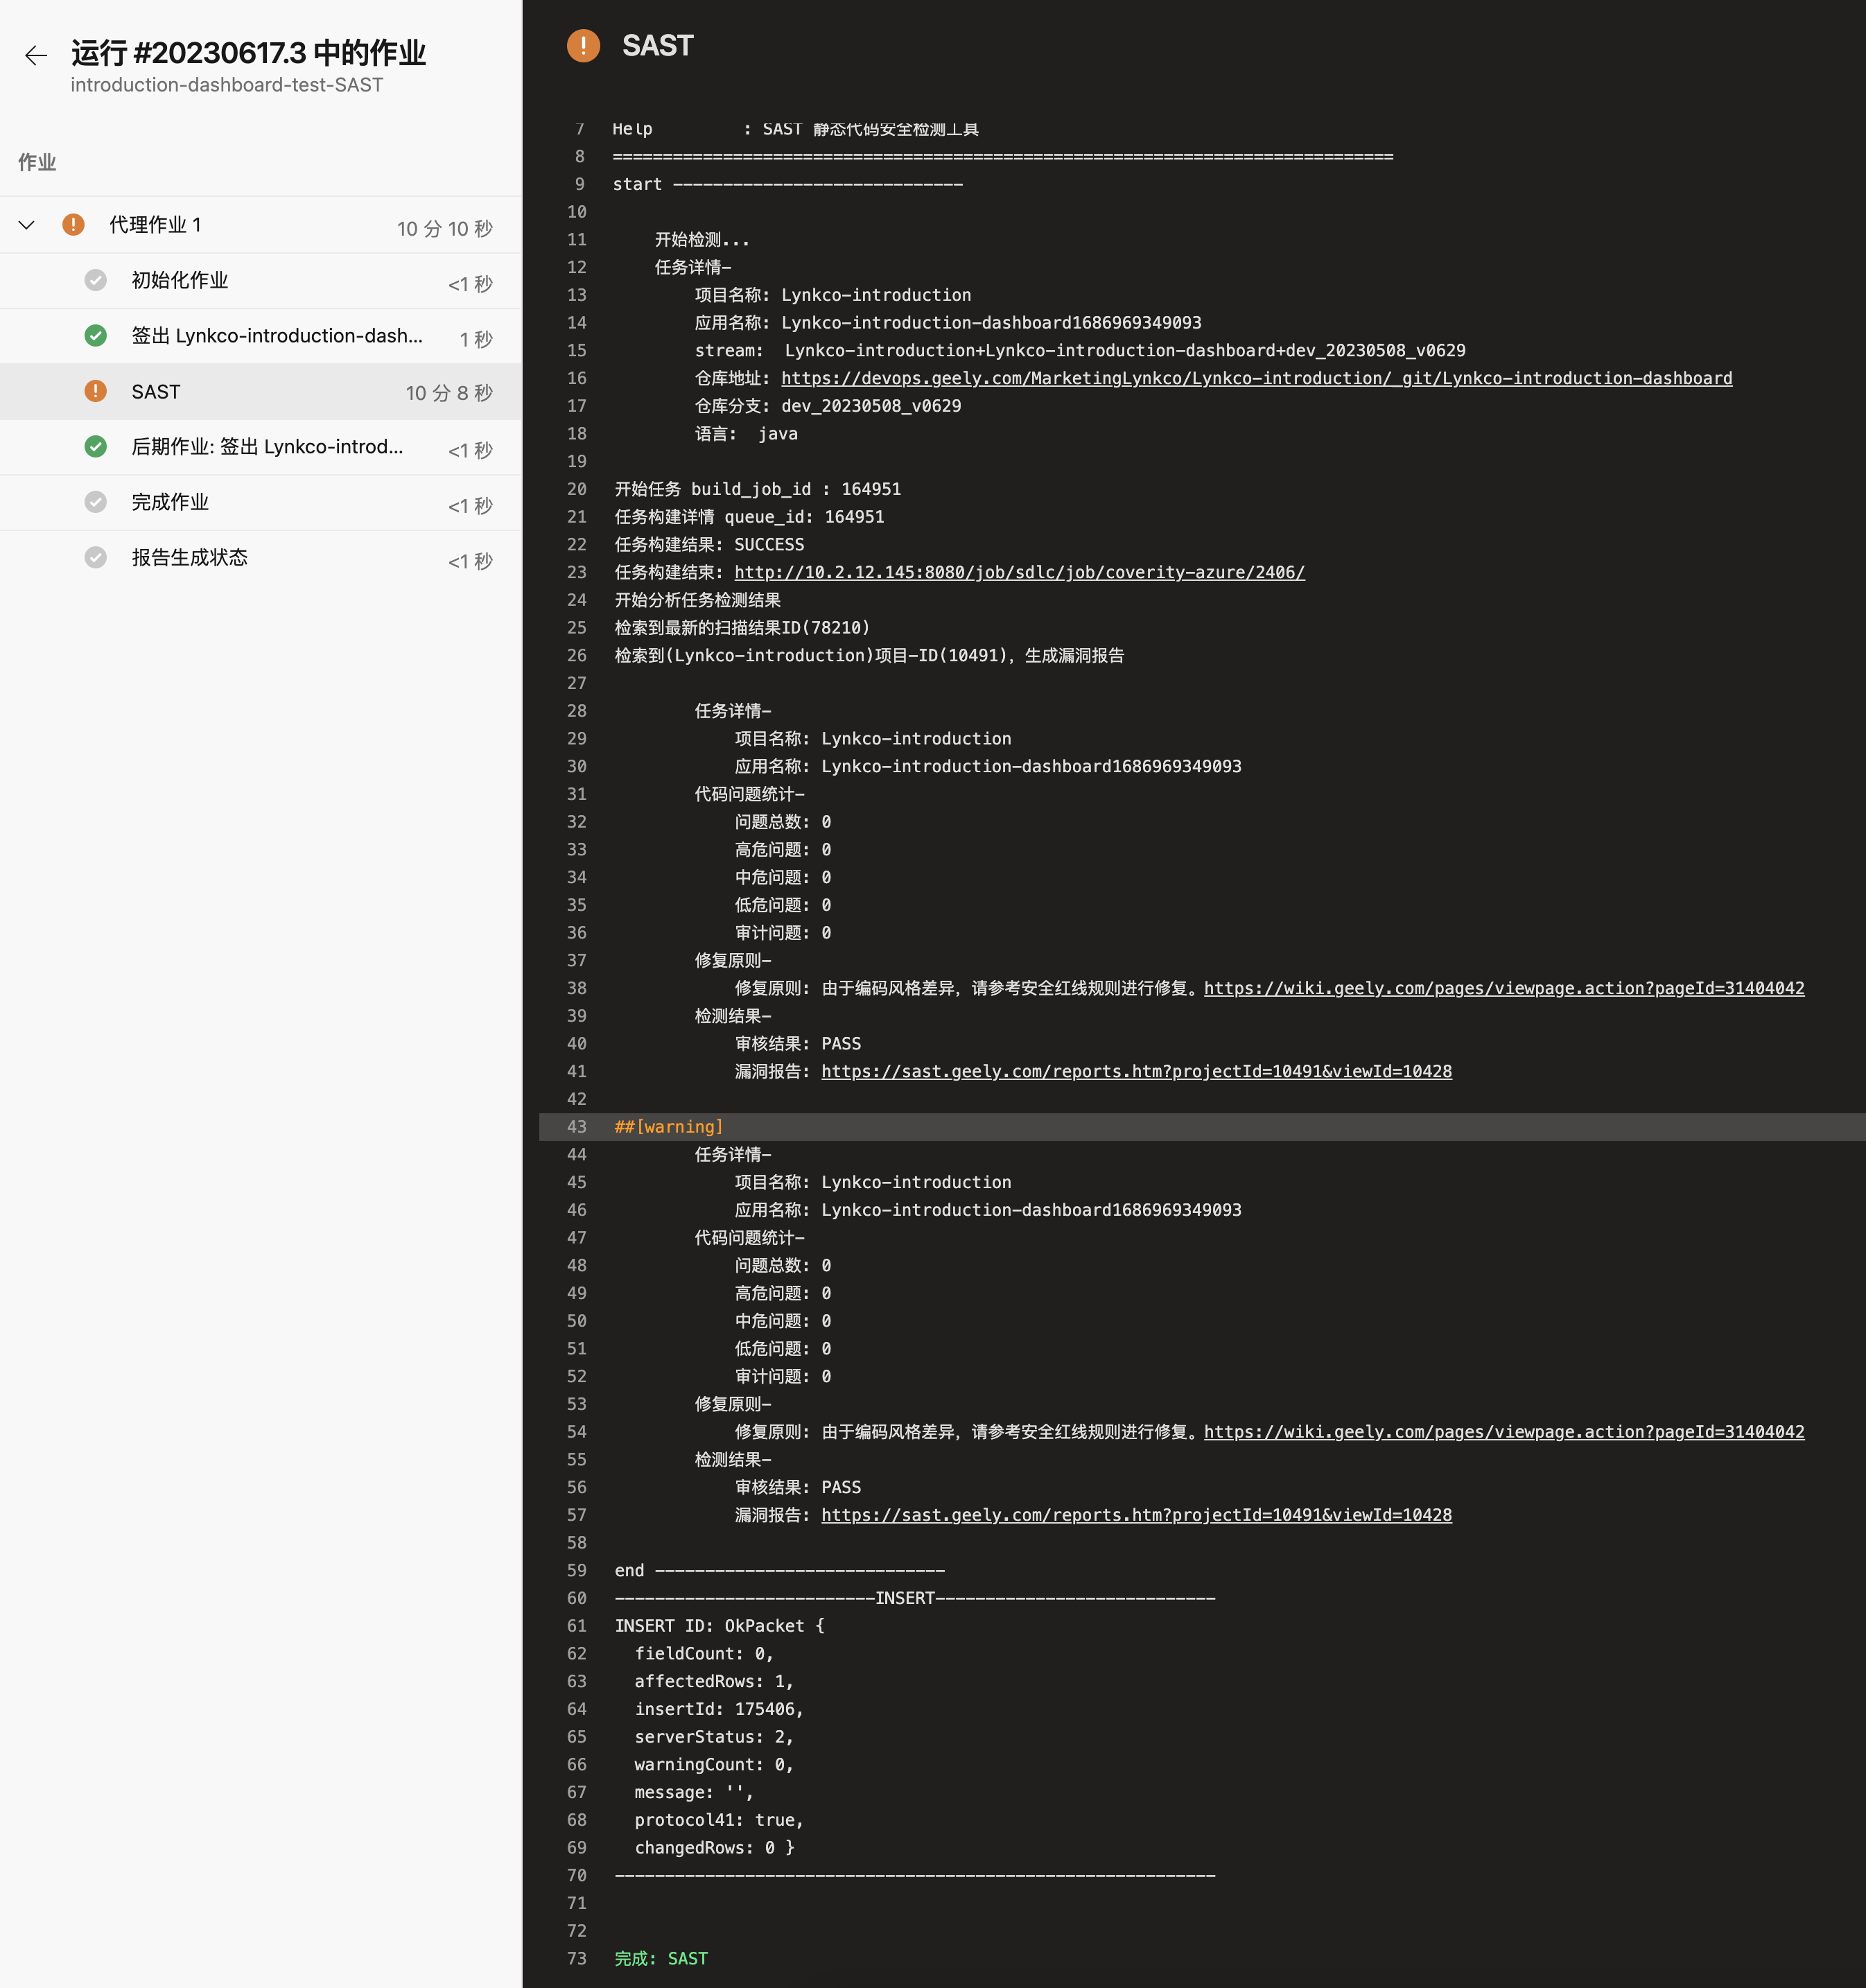 运行 #20230617.3 中的作业
introduction-dashboard-test-SAST
作业
代理作业 1 10 分 10 秒
初始化作业 <1 秒
签出 Lynkco-introduction-dash... 1 秒
SAST 10 分 8 秒
后期作业: 签出 Lynkco-introd... <1 秒
完成作业 <1 秒
报告生成状态 <1 秒
SAST
7 Help : SAST 静态代码安全检测工具
8 ==============================================================================
9 start -----------------------------
10
11 开始检测...
12 任务详情-
13 项目名称: Lynkco-introduction
14 应用名称: Lynkco-introduction-dashboard1686969349093
15 stream: Lynkco-introduction+Lynkco-introduction-dashboard+dev_20230508_v0629
16 仓库地址: https://devops.geely.com/MarketingLynkco/Lynkco-introduction/_git/Lynkco-introduction-dashboard
17 仓库分支: dev_20230508_v0629
18 语言: java
19
20 开始任务 build_job_id : 164951
21 任务构建详情 queue_id: 164951
22 任务构建结果: SUCCESS
23 任务构建结束: http://10.2.12.145:8080/job/sdlc/job/coverity-azure/2406/
24 开始分析任务检测结果
25 检索到最新的扫描结果ID(78210)
26 检索到(Lynkco-introduction)项目-ID(10491), 生成漏洞报告
27
28 任务详情-
29 项目名称: Lynkco-introduction
30 应用名称: Lynkco-introduction-dashboard1686969349093
31 代码问题统计-
32 问题总数: 0
33 高危问题: 0
34 中危问题: 0
35 低危问题: 0
36 审计问题: 0
37 修复原则-
38 修复原则: 由于编码风格差异，请参考安全红线规则进行修复。https://wiki.geely.com/pages/viewpage.action?pageId=31404042
39 检测结果-
40 审核结果: PASS
41 漏洞报告: https://sast.geely.com/reports.htm?projectId=10491&viewId=10428
42
43 ##[warning]
44 任务详情-
45 项目名称: Lynkco-introduction
46 应用名称: Lynkco-introduction-dashboard1686969349093
47 代码问题统计-
48 问题总数: 0
49 高危问题: 0
50 中危问题: 0
51 低危问题: 0
52 审计问题: 0
53 修复原则-
54 修复原则: 由于编码风格差异，请参考安全红线规则进行修复。https://wiki.geely.com/pages/viewpage.action?pageId=31404042
55 检测结果-
56 审核结果: PASS
57 漏洞报告: https://sast.geely.com/reports.htm?projectId=10491&viewId=10428
58
59 end -----------------------------
60 --------------------------INSERT----------------------------
61 INSERT ID: OkPacket {
62 fieldCount: 0,
63 affectedRows: 1,
64 insertId: 175406,
65 serverStatus: 2,
66 warningCount: 0,
67 message: '',
68 protocol41: true,
69 changedRows: 0 }
70 ------------------------------------------------------------
71
72
73 完成: SAST